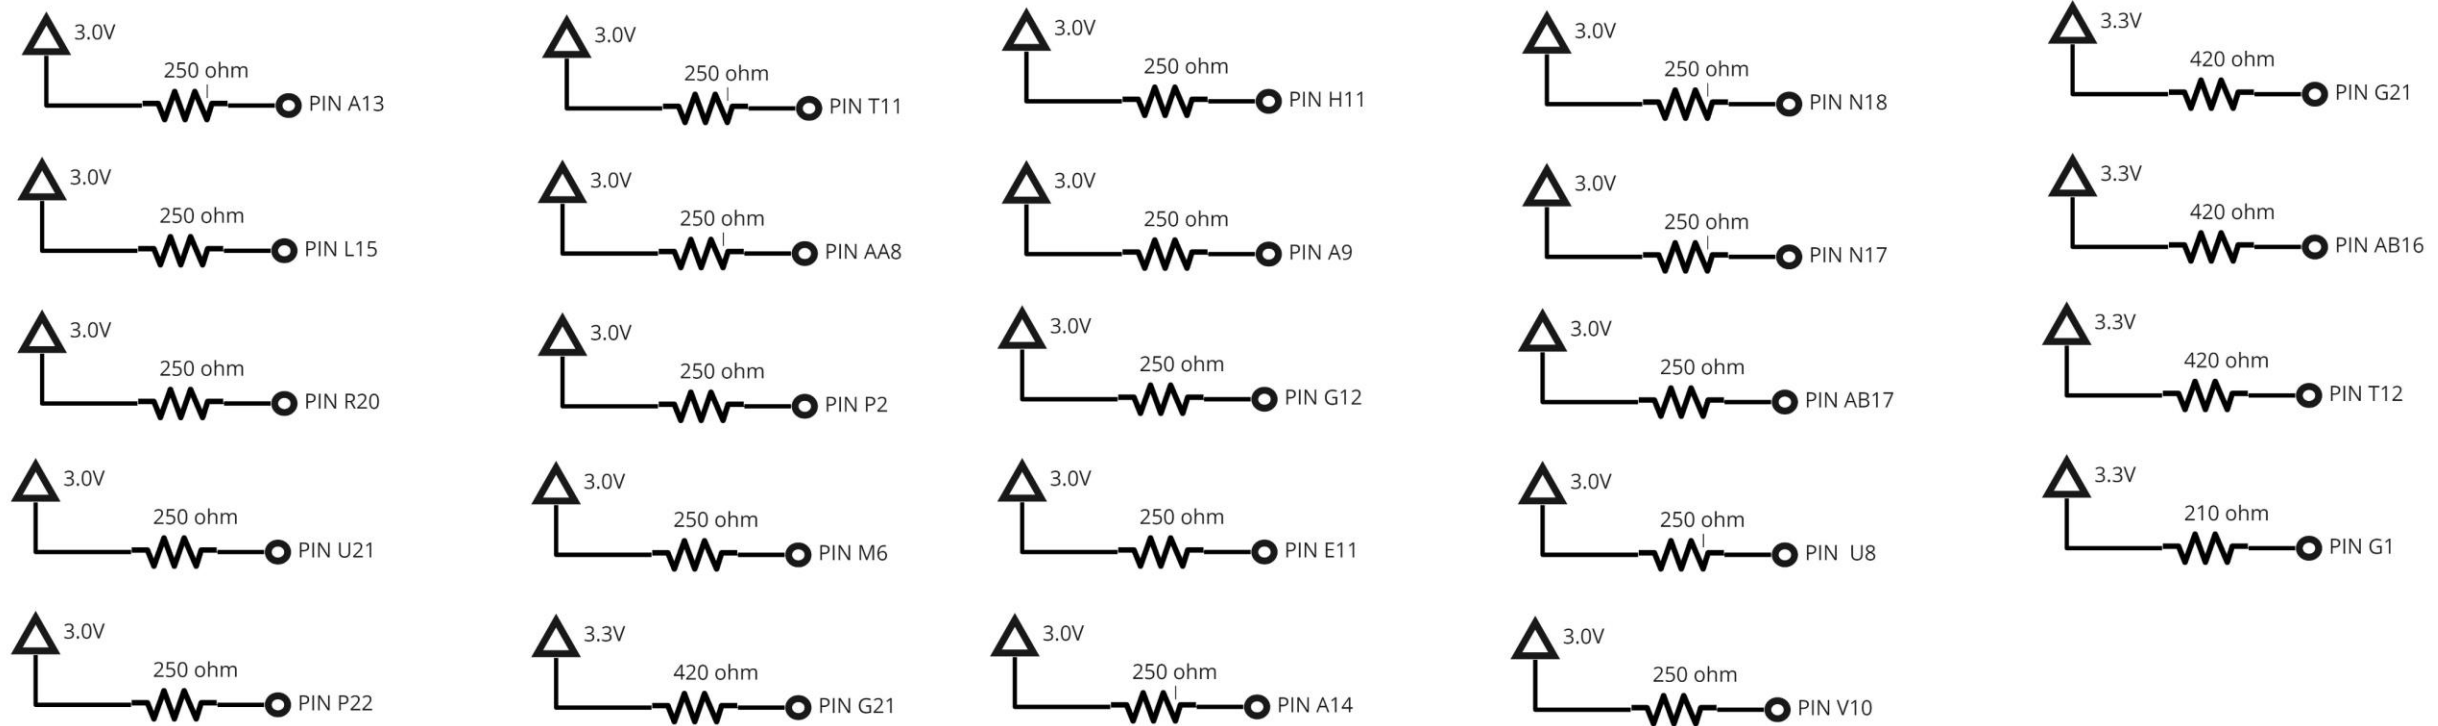 3.0V
250 ohm
PIN A13
3.0V
250 ohm
PIN T11
3.0V
250 ohm
PIN H11
3.0V
250 ohm
PIN N18
3.3V
420 ohm
PIN G21
3.0V
250 ohm
PIN L15
3.0V
250 ohm
PIN AA8
3.0V
250 ohm
PIN A9
3.0V
250 ohm
PIN N17
3.3V
420 ohm
PIN AB16
3.0V
250 ohm
PIN R20
3.0V
250 ohm
PIN P2
3.0V
250 ohm
PIN G12
3.0V
250 ohm
PIN AB17
3.3V
420 ohm
PIN T12
3.0V
250 ohm
PIN U21
3.0V
250 ohm
PIN M6
3.0V
250 ohm
PIN E11
3.0V
250 ohm
PIN U8
3.3V
210 ohm
PIN G1
3.0V
250 ohm
PIN P22
3.3V
420 ohm
PIN G21
3.0V
250 ohm
PIN A14
3.0V
250 ohm
PIN V10